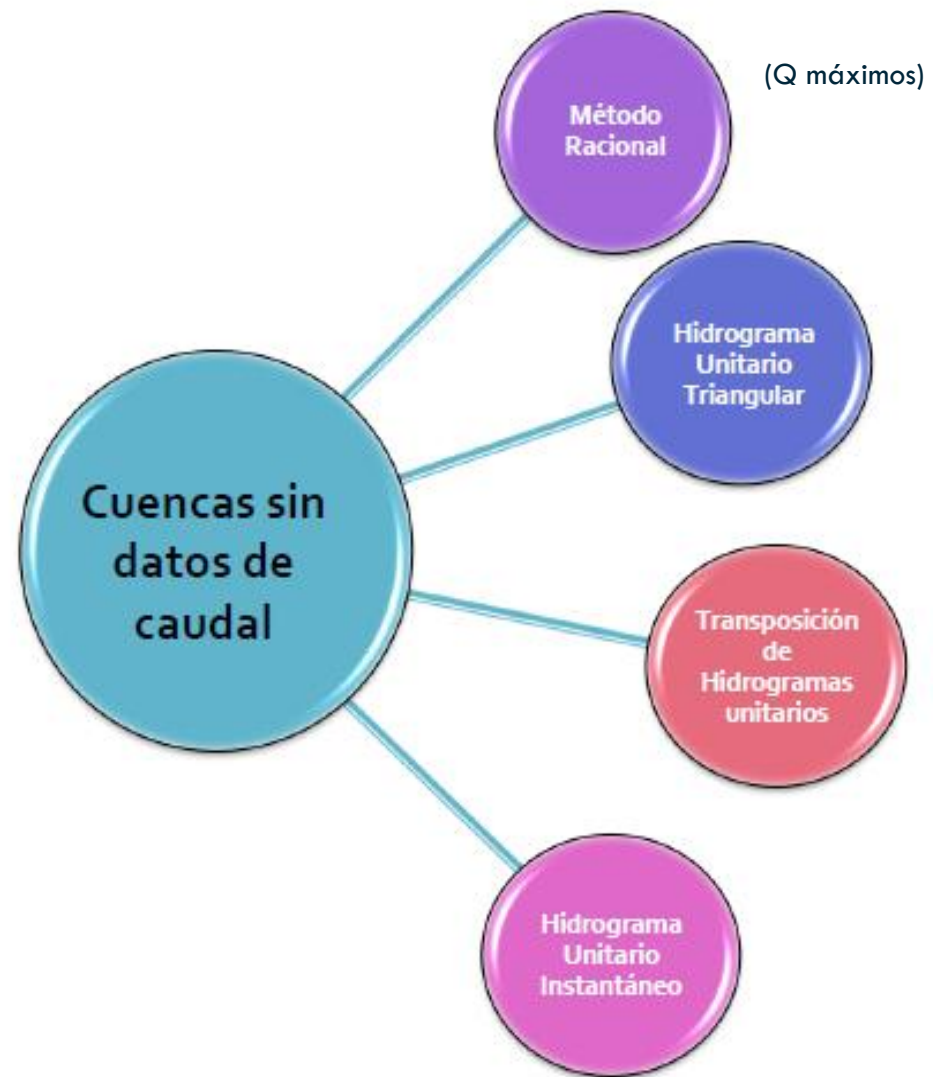 (Q máximos)
Método
Racional
Hidrograma
Unitario
Triangular
Cuencas sin
datos de
caudal
Transposición
de
Hidrogramas
unitarios
Hidrograma
Unitario
Instantáneo